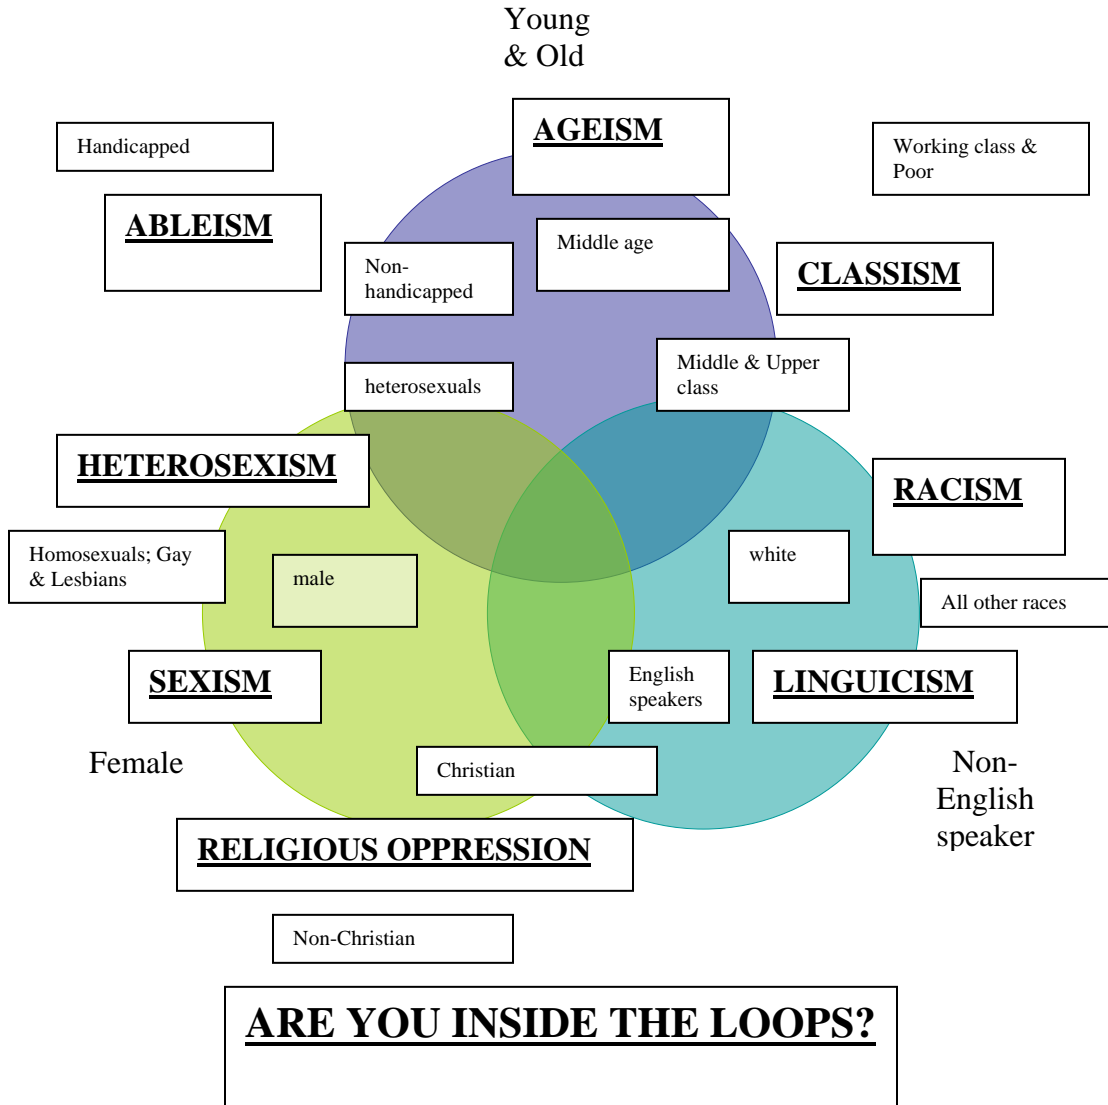 Young
& Old
AGEISM
Handicapped
Working class &
Poor
ABLEISM
Middle age
Non-
handicapped
CLASSISM
heterosexuals
Middle & Upper
class
HETEROSEXISM
RACISM
Homosexuals; Gay
& Lesbians
male
white
All other races
SEXISM
English
speakers
LINGUICISM
Female
Christian
Non-
English
speaker
RELIGIOUS OPPRESSION
Non-Christian
ARE YOU INSIDE THE LOOPS?